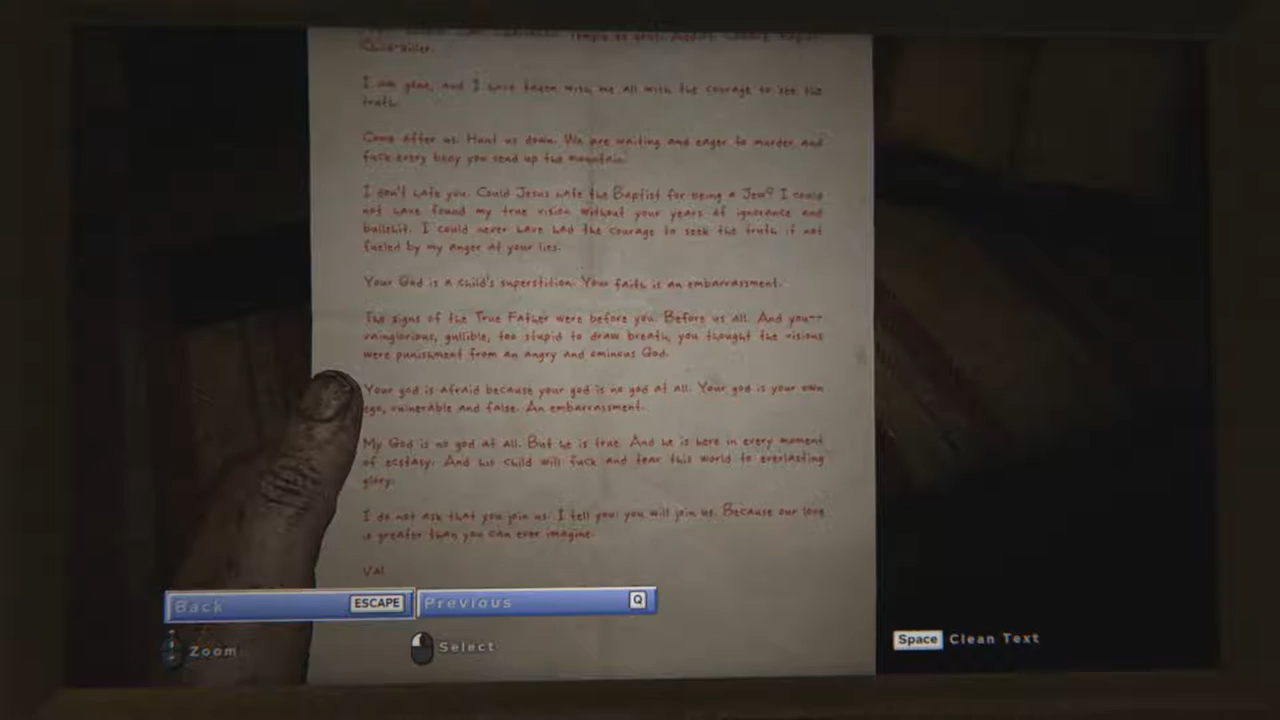 Temple to goat.
I am gone, and I have taken with me all with the courage to see the
truth.
Come after us. Hunt us down. We are waiting and eager to murder and
fuck every body you send up the mountain.
I don't hate you. Could Jesus hate the Baptist for being a Jew? I could
not have found my true vision without your years of ignorance and
bullshit. I could never have had the courage to seek the truth if not
fueled by my anger at your lies.
Your God is a child's superstition. Your faith is an embarrassment.
The signs of the True Father were before you. Before us all. And you--
vainglorious, gullible, too stupid to draw breath, you thought the visions
were punishment from an angry and ominous God.
Your god is afraid because your god is no god at all. Your god is your own
ego, vulnerable and false. An embarrassment.
My God is no god at all. But he is true. And he is here in every moment
of ecstasy. And his child will fuck and tear this world to everlasting
glory.
I do not ask that you join us. I tell you: you will join us. Because our love
is greater than you can ever imagine.
Val
Back ESCAPE Previous Q
Zoom Select Space Clean Text